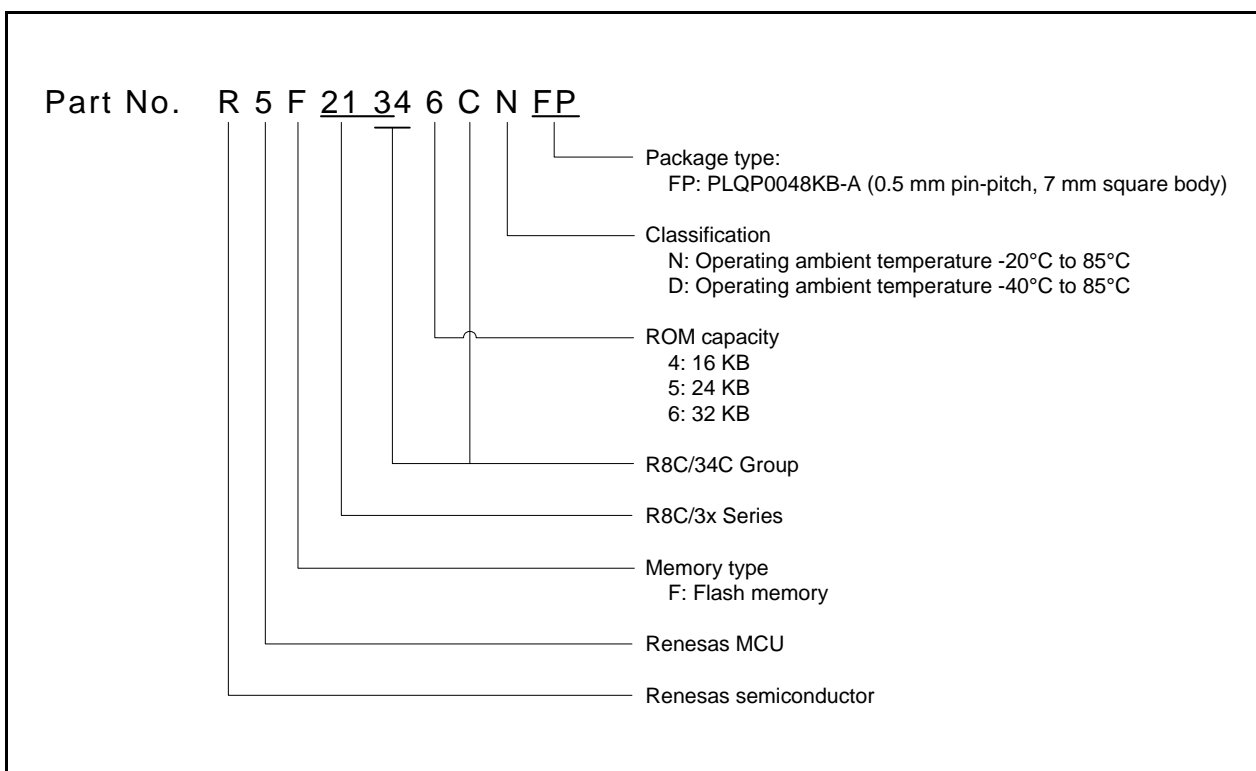 Part No. R 5 F 21 34 6 C N FP
Package type:
FP: PLQP0048KB-A (0.5 mm pin-pitch, 7 mm square body)
Classification
N: Operating ambient temperature -20°C to 85°C
D: Operating ambient temperature -40°C to 85°C
ROM capacity
4: 16 KB
5: 24 KB
6: 32 KB
R8C/34C Group
R8C/3x Series
Memory type
F: Flash memory
Renesas MCU
Renesas semiconductor